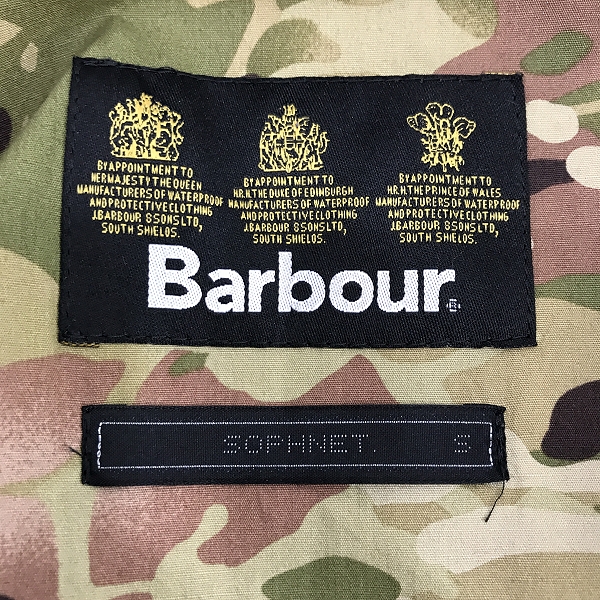 BY APPOINTMENT TO
HER MAJESTY THE QUEEN
MANUFACTURERS OF WATERPROOF
AND PROTECTIVE CLOTHING
J.BARBOUR & SONS LTD,
SOUTH SHIELDS.
BY APPOINTMENT TO
H.R.H. THE DUKE OF EDINBURGH
MANUFACTURERS OF WATERPROOF
AND PROTECTIVE CLOTHING
J.BARBOUR & SONS LTD,
SOUTH SHIELDS.
BY APPOINTMENT TO
H.R.H. THE PRINCE OF WALES
MANUFACTURERS OF WATERPROOF
AND PROTECTIVE CLOTHING
J.BARBOUR & SONS LTD,
SOUTH SHIELDS.
Barbour
SOPHNET. S